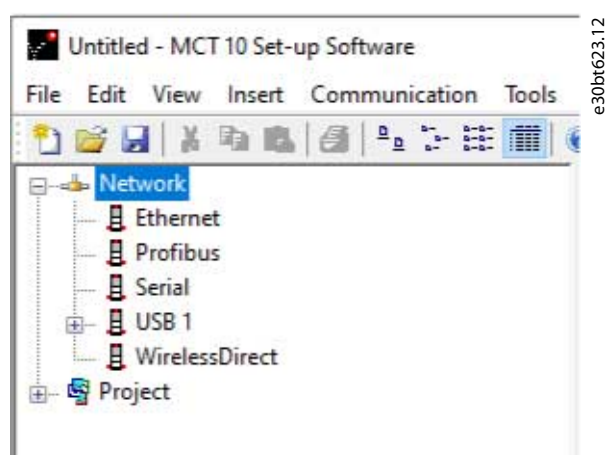 Untitled - MCT 10 Set-up Software
File Edit View Insert Communication Tools
Network
Ethernet
Profibus
Serial
USB 1
WirelessDirect
Project
e30bt623.12